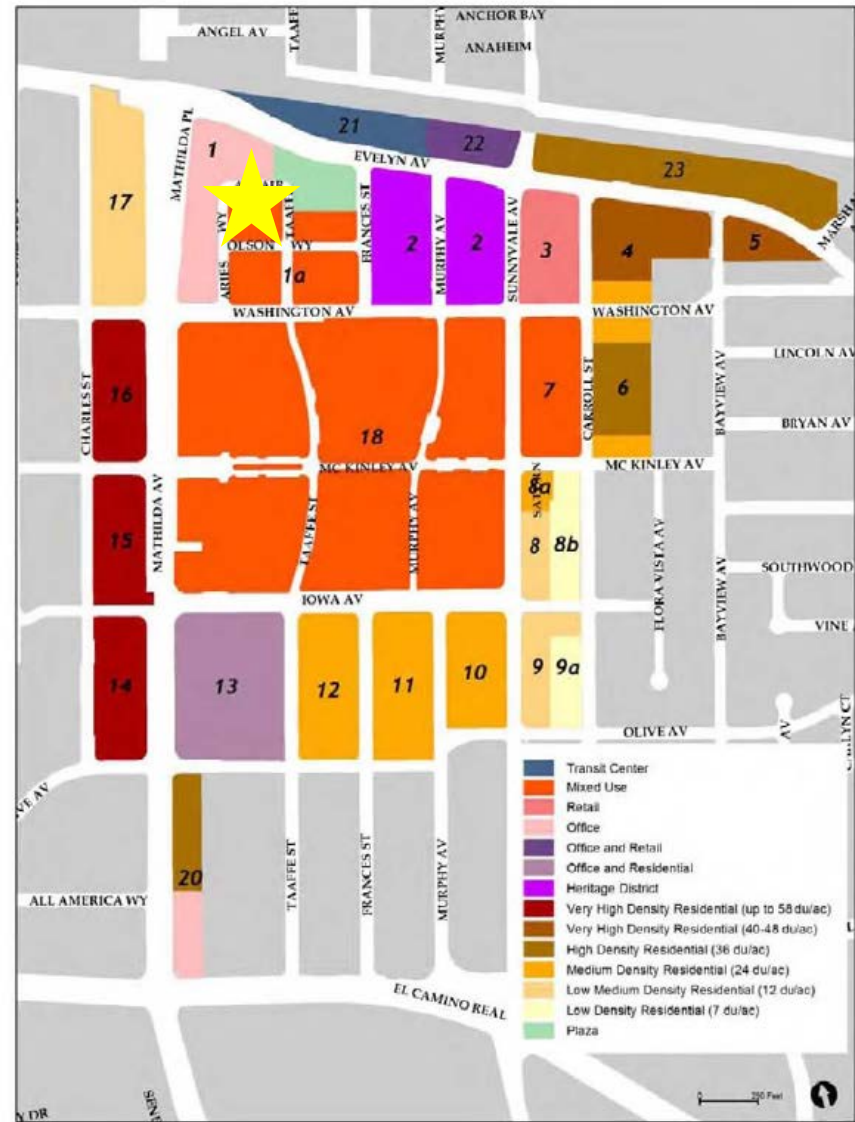 ANCHOR BAY
ANGEL AV
TAAFFE
MURPHY
ANAHEIM
21
22
23
EVELYN AV
1
17
MATHILDA PL
TAAFFE
FRANCES ST
2
MURPHY AV
2
SUNNYVALE AV
3
4
5
WY
OLSON WY
ARIES
1a
WASHINGTON AV
WASHINGTON AV
LINCOLN AV
CHARLES ST
16
18
7
CARROLL ST
6
BAYVIEW AV
BRYAN AV
MC KINLEY AV
MC KINLEY AV
MATHILDA AV
15
TAAFFE ST
MURPHY AV
SATURN
8a
8
8b
FLORA VISTA AV
SOUTHWOOD
IOWA AV
BAYVIEW AV
VINE
14
13
12
11
10
9
9a
OLIVE AV
AV
20
ALL AMERICA WY
TAAFFE ST
FRANCES ST
MURPHY AV
EL CAMINO REAL
Transit Center
Mixed Use
Retail
Office
Office and Retail
Office and Residential
Heritage District
Very High Density Residential (up to 58 du/ac)
Very High Density Residential (40-48 du/ac)
High Density Residential (36 du/ac)
Medium Density Residential (24 du/ac)
Low Medium Density Residential (12 du/ac)
Low Density Residential (7 du/ac)
Plaza
0 250 Feet